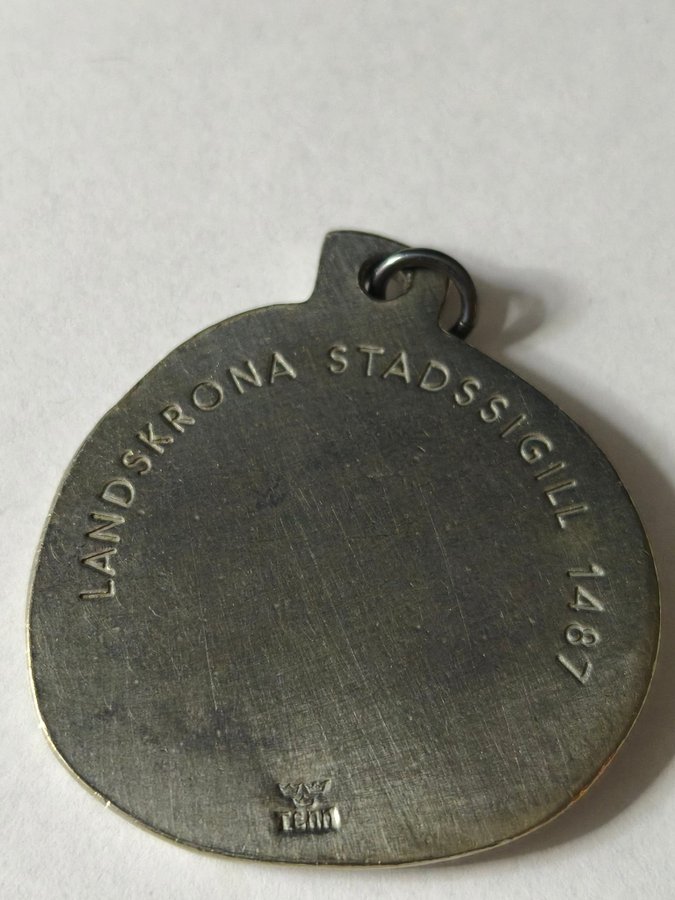 LANDSKRONA STADSSIGILL 1487
TENN